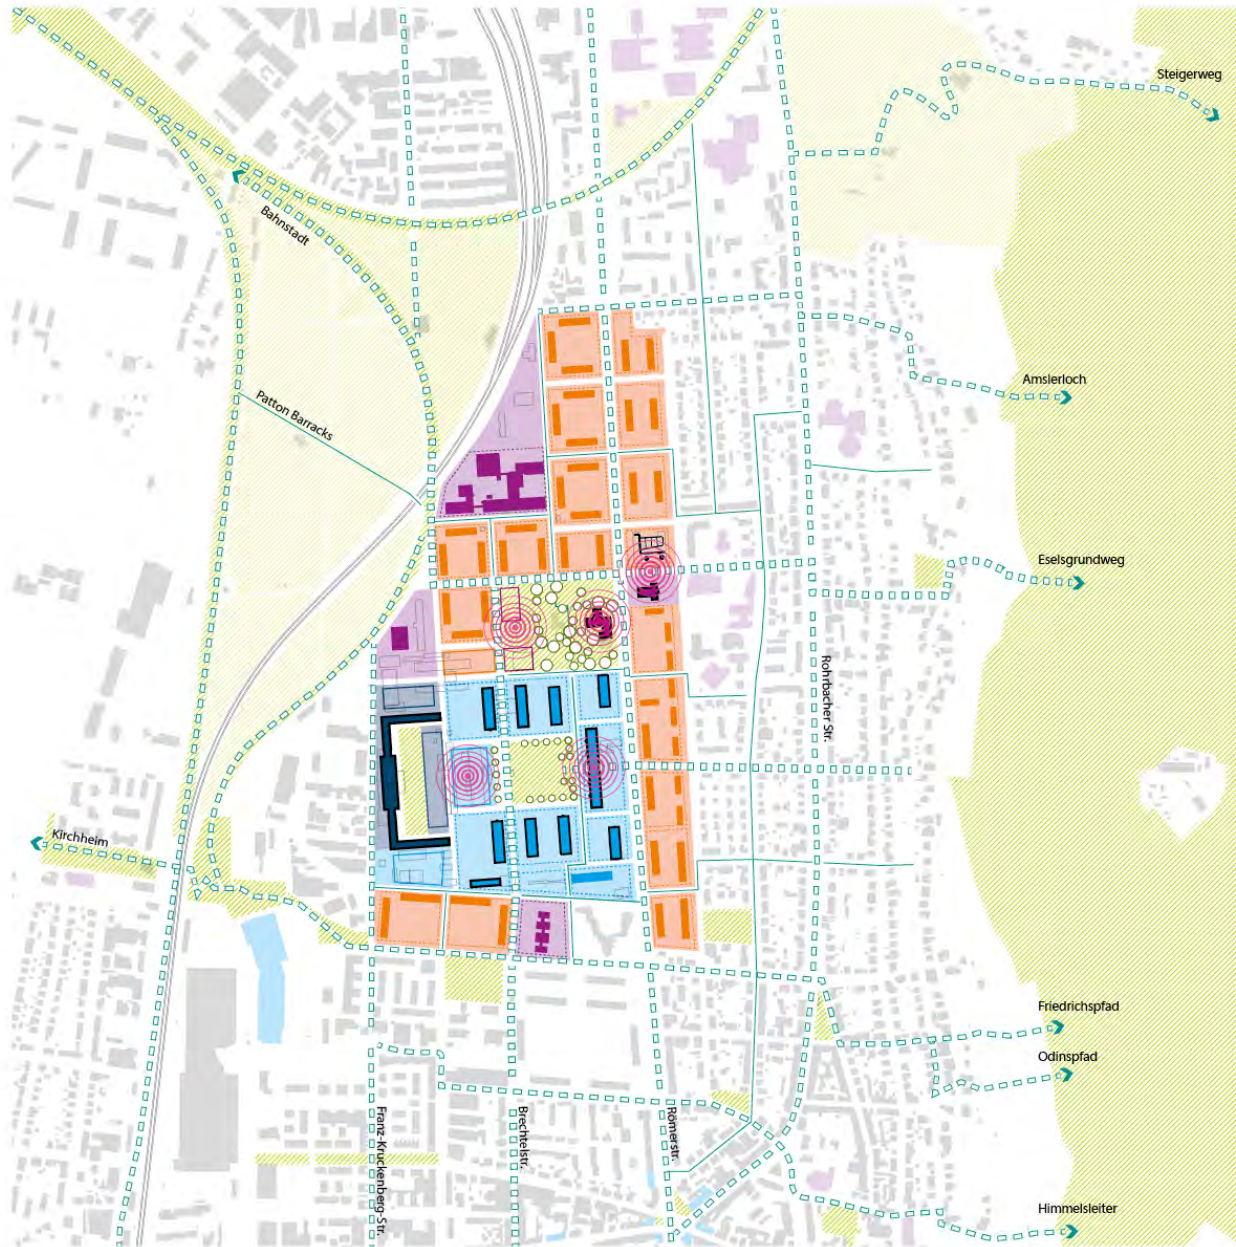 Steigerweg
Bahnstadt
Amslerloch
Patton Barracks
Eselsgrundweg
Rohrbacher Str.
Kirchheim
Friedrichspfad
Odinspfad
Franz-Kruckenberg-Str.
Brechtelstr.
Römerstr.
Himmelsleiter